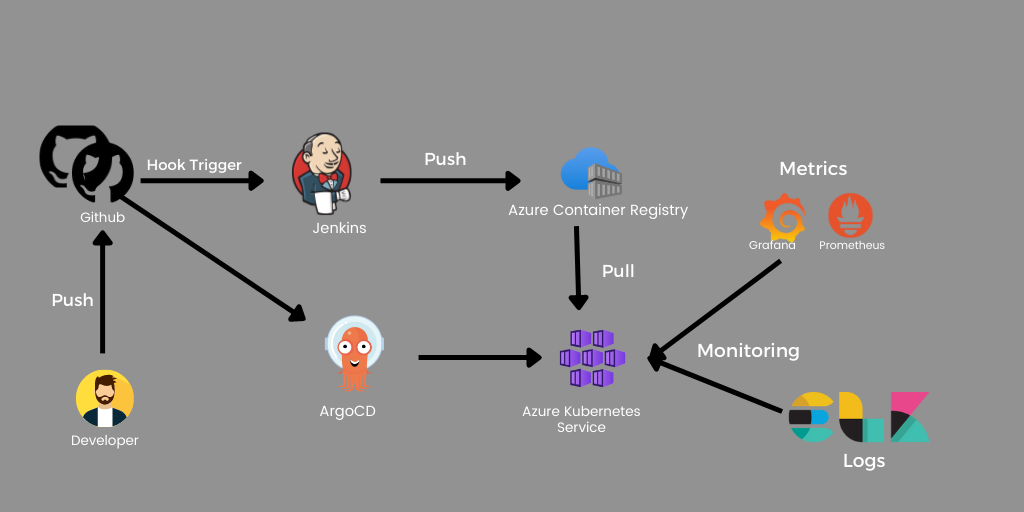 Hook Trigger
Push
Metrics
Github
Jenkins
Azure Container Registry
Grafana
Prometheus
Push
Pull
Monitoring
Developer
ArgoCD
Azure Kubernetes
Service
Logs